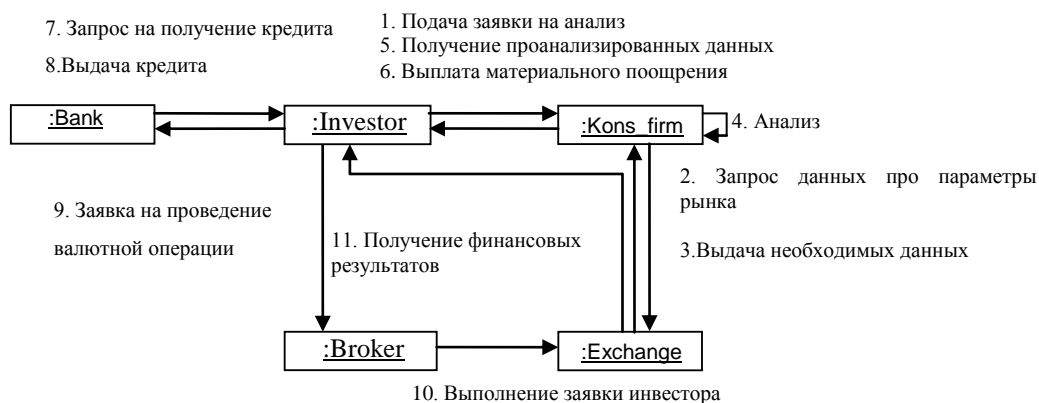 7. Запрос на получение кредита
8.Выдача кредита
1. Подача заявки на анализ
5. Получение проанализированных данных
6. Выплата материального поощрения
:Bank
:Investor
:Kons_firm
4. Анализ
2. Запрос данных про параметры
рынка
3.Выдача необходимых данных
9. Заявка на проведение
валютной операции
11. Получение финансовых
результатов
:Broker
:Exchange
10. Выполнение заявки инвестора